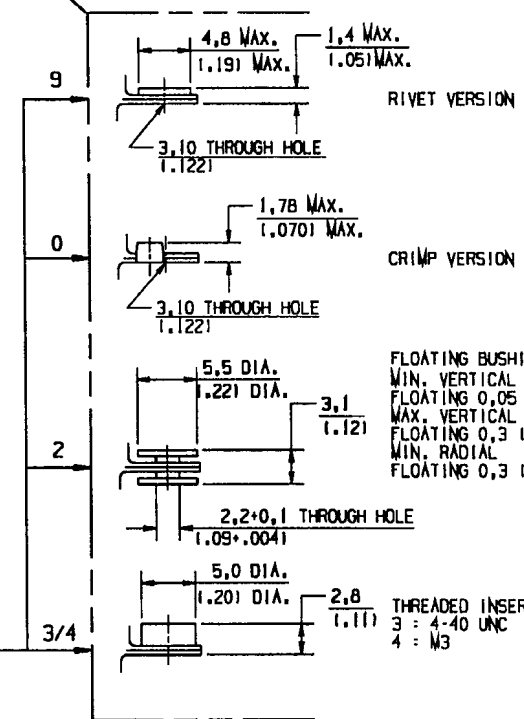 9
4,8 MAX.
(.19) MAX.
1,4 MAX.
(.05)MAX.
RIVET VERSION
3,10 THROUGH HOLE
(.122)
0
1,78 MAX.
(.070) MAX.
CRIMP VERSION
3,10 THROUGH HOLE
(.122)
2
5,5 DIA.
(.22) DIA.
3,1
(.12)
FLOATING BUSHI
MIN. VERTICAL
FLOATING 0,05
MAX. VERTICAL
FLOATING 0,3
MIN. RADIAL
FLOATING 0,3
2,2+0,1 THROUGH HOLE
(.09+.004)
3/4
5,0 DIA.
(.20) DIA.
2,8
(.11)
THREADED INSER
3 : 4-40 UNC
4 : M3